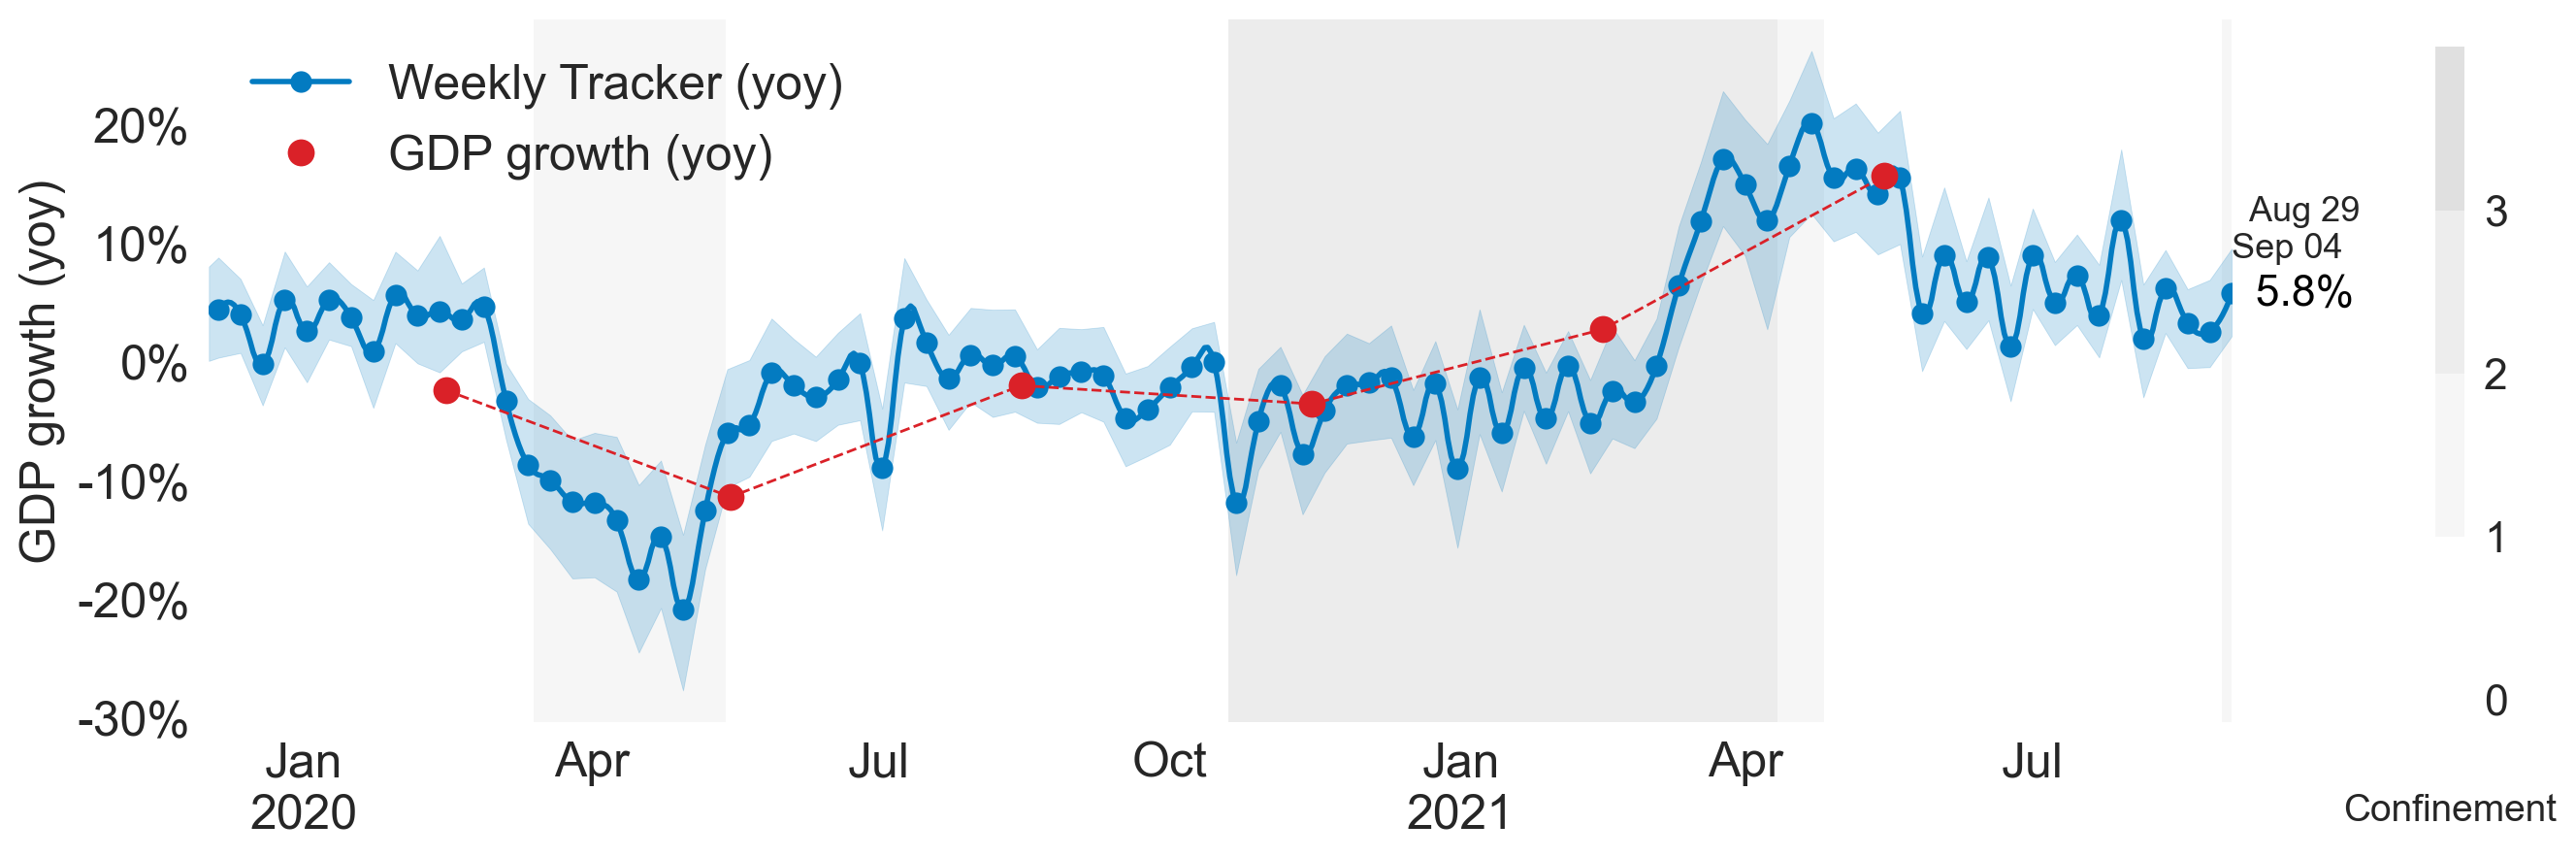 Weekly Tracker (yoy)
GDP growth (yoy)
GDP growth (yoy)
20%
10%
0%
-10%
-20%
-30%
Jan
2020
Apr
Jul
Oct
Jan
2021
Apr
Jul
Aug 29
Sep 04
5.8%
3
2
1
0
Confinement